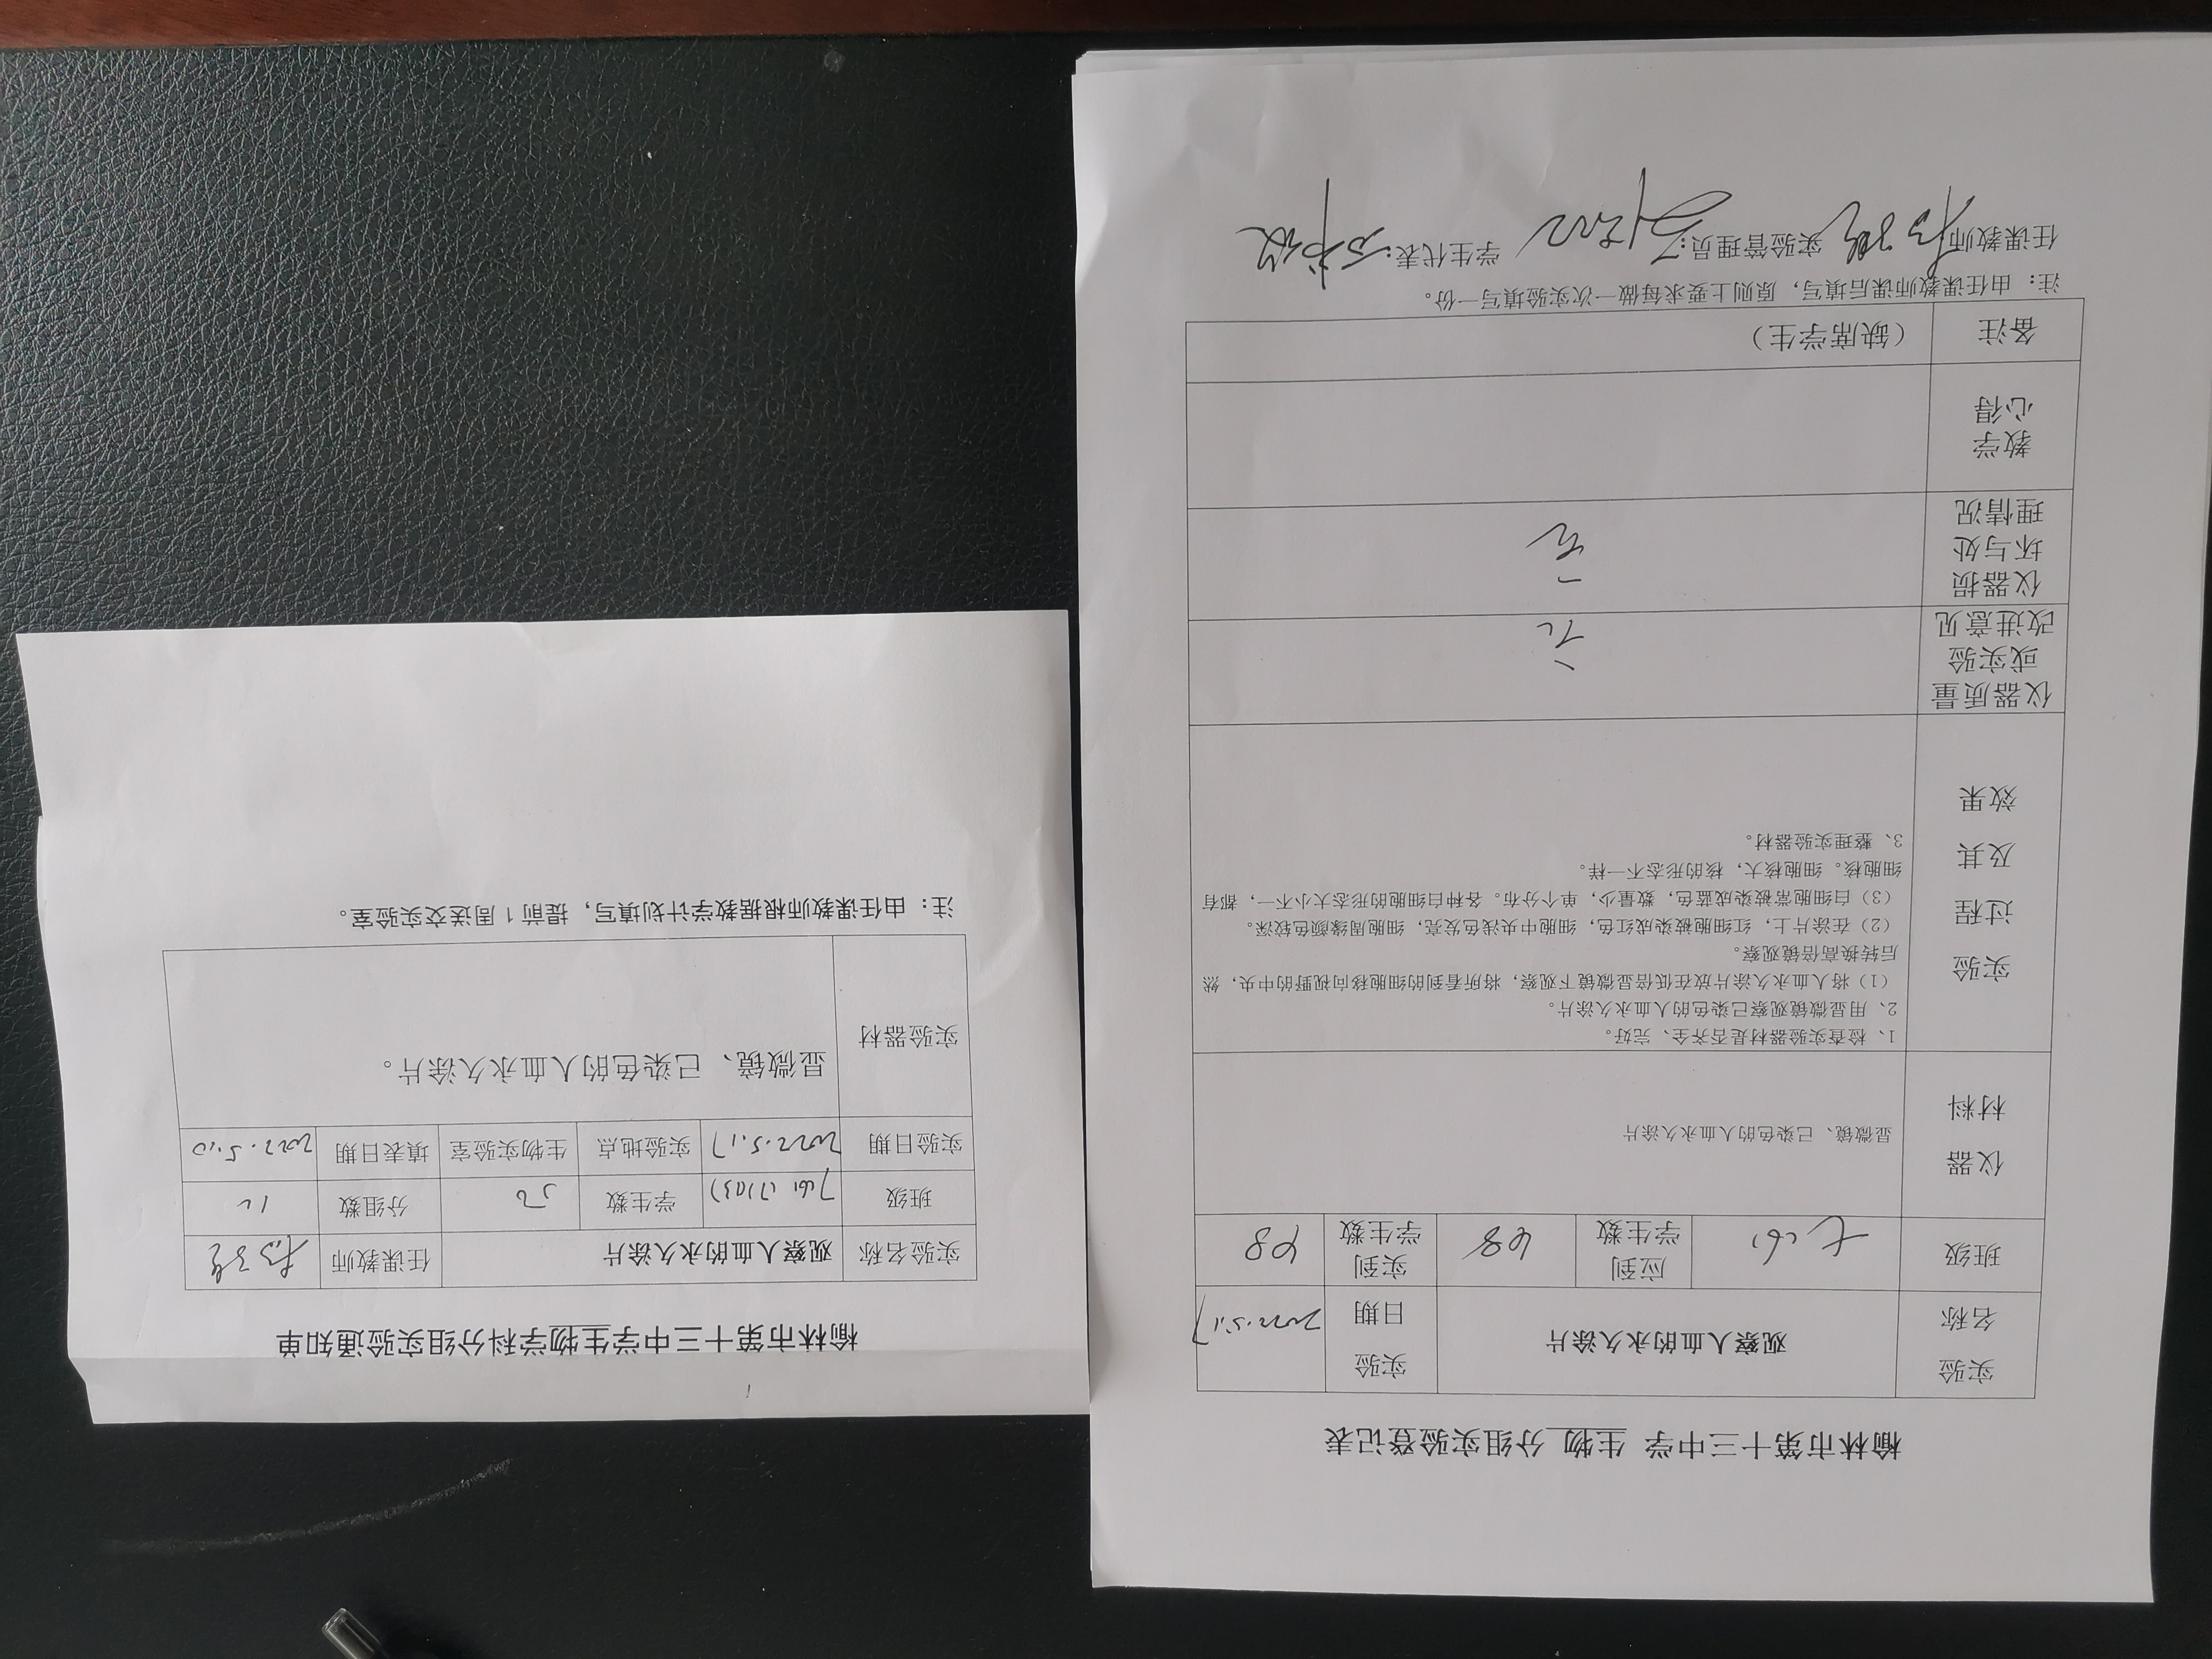 榆林市第十三中学 生物 分组实验登记表
实验名称 观察人血的永久涂片 实验日期 2022.5.17
班级 应到学生数 48 实到学生数 48
仪器材料 显微镜、已染色的人血永久涂片
实验过程及其效果
1、检查实验器材是否齐全、完好。
2、用显微镜观察已染色的人血永久涂片。
（1）将人血永久涂片放在低倍显微镜下观察，将所看到的细胞移向视野的中央，然
后转换高倍镜观察。
（2）在涂片上，红细胞被染成红色，细胞中央浅色发亮，细胞周缘颜色较深。
（3）白细胞常被染成蓝色，数量少，单个分布。各种白细胞的形态大小不一，都有
细胞核。细胞核大，核的形态不一样。
3、整理实验器材。
仪器质量或实验改进意见 无
仪器损坏与处理情况 无
教学心得
备注 （缺席学生）
注：由任课教师课后填写，原则上要求每做一次实验填写一份。
任课教师 实验管理员： 学生代表：
榆林市第十三中学生物学科分组实验通知单
实验名称 观察人血的永久涂片 任课教师
班级 学生数 50 分组数 12
实验日期 2022.5.17 实验地点 生物实验室 填表日期 2022.5.10
实验器材 显微镜、已染色的人血永久涂片。
注：由任课教师根据教学计划填写，提前1周送交实验室。